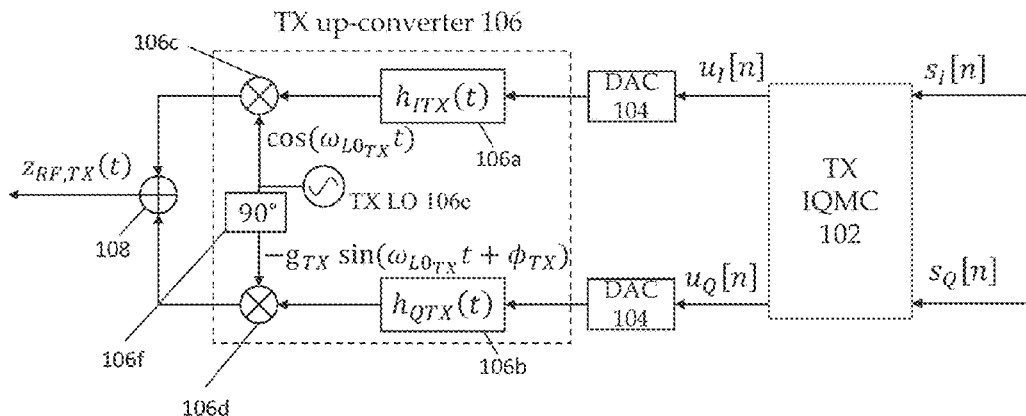 TX up-converter 106
106c
h_{ITX}(t)
DAC
104
u_I[n]
s_i[n]
cos(ω_{L0_{TX}} t)
106a
z_{RF,TX}(t)
TX LO 106e
TX
IQMC
102
90°
108
-g_{TX} sin(ω_{L0_{TX}} t + ϕ_{TX})
h_{QTX}(t)
DAC
104
u_Q[n]
s_Q[n]
106f
106b
106d